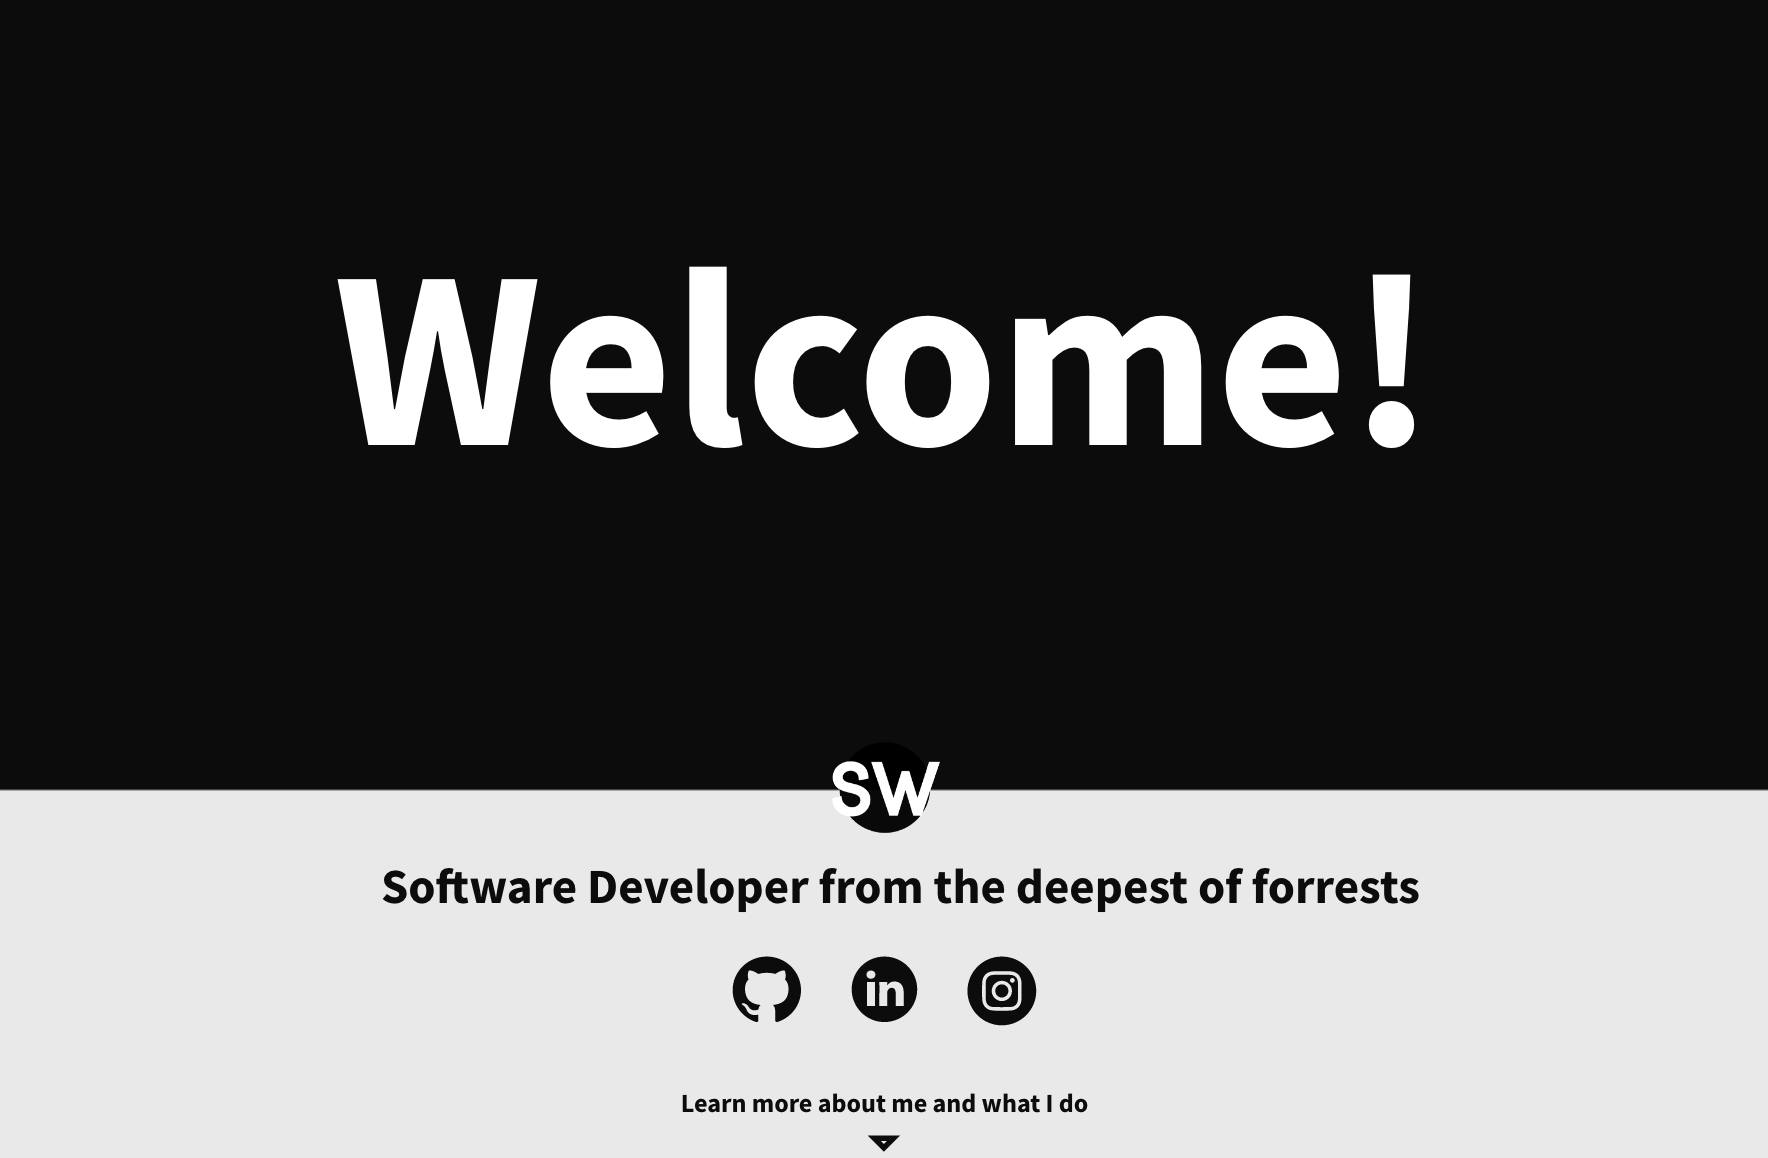 Welcome!
SW
Software Developer from the deepest of forrests
in
Learn more about me and what I do